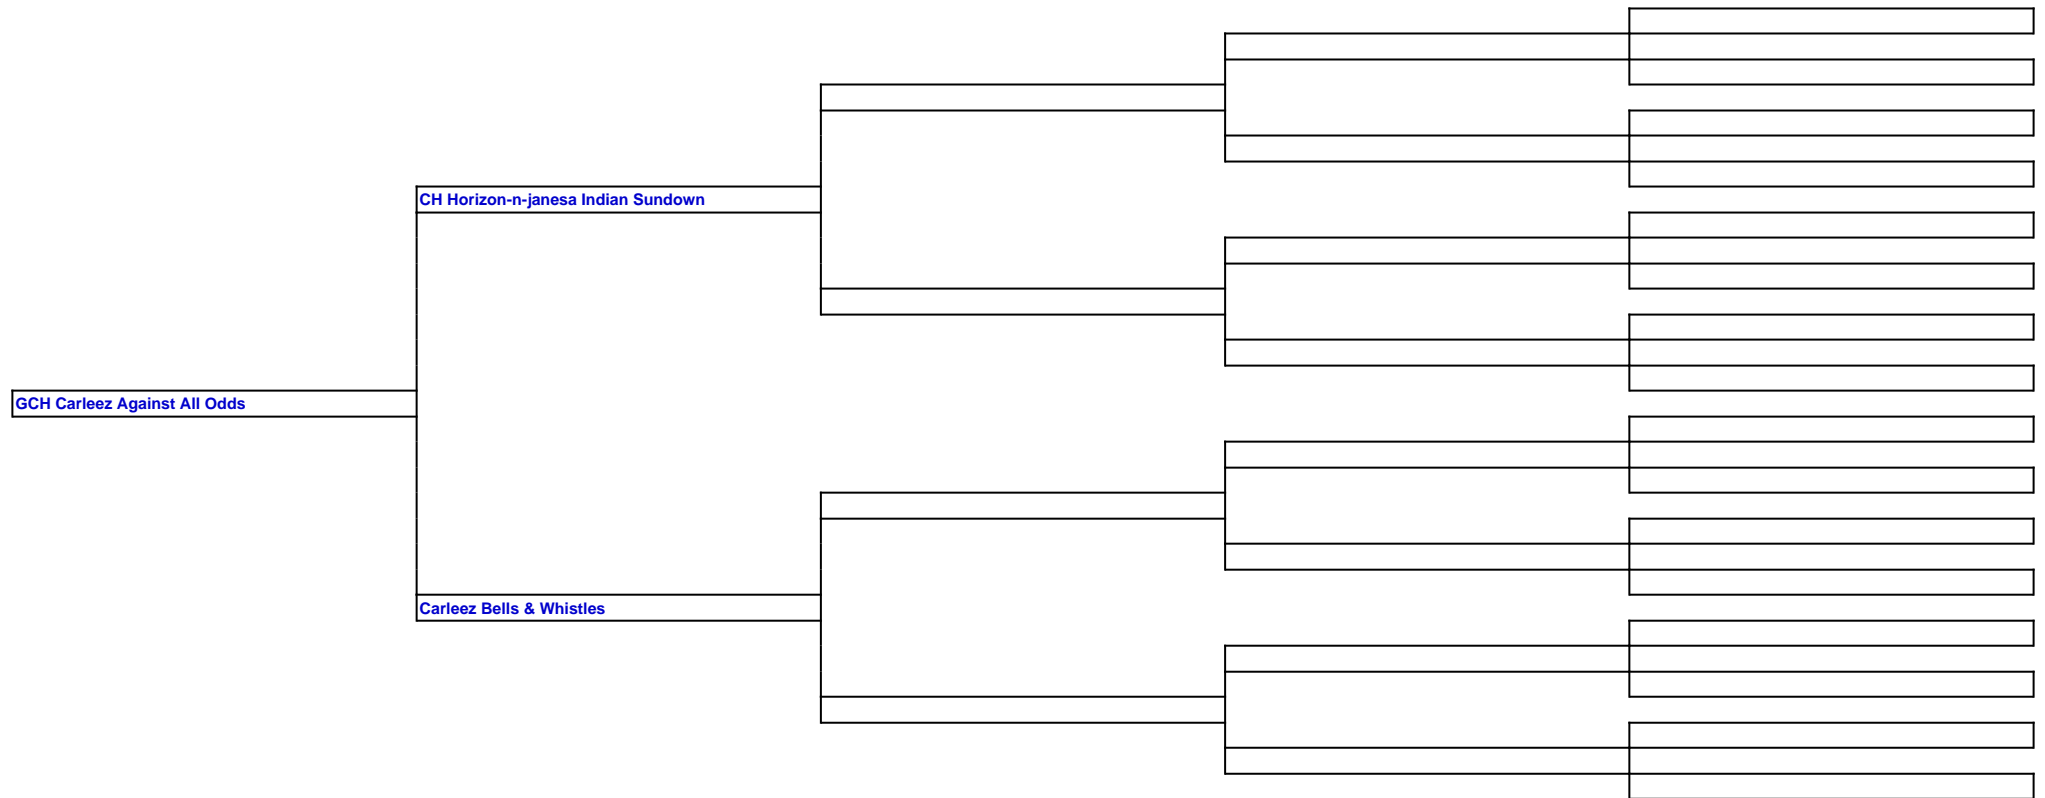 CH Horizon-n-janesa Indian Sundown
GCH Carleez Against All Odds
Carleez Bells & Whistles